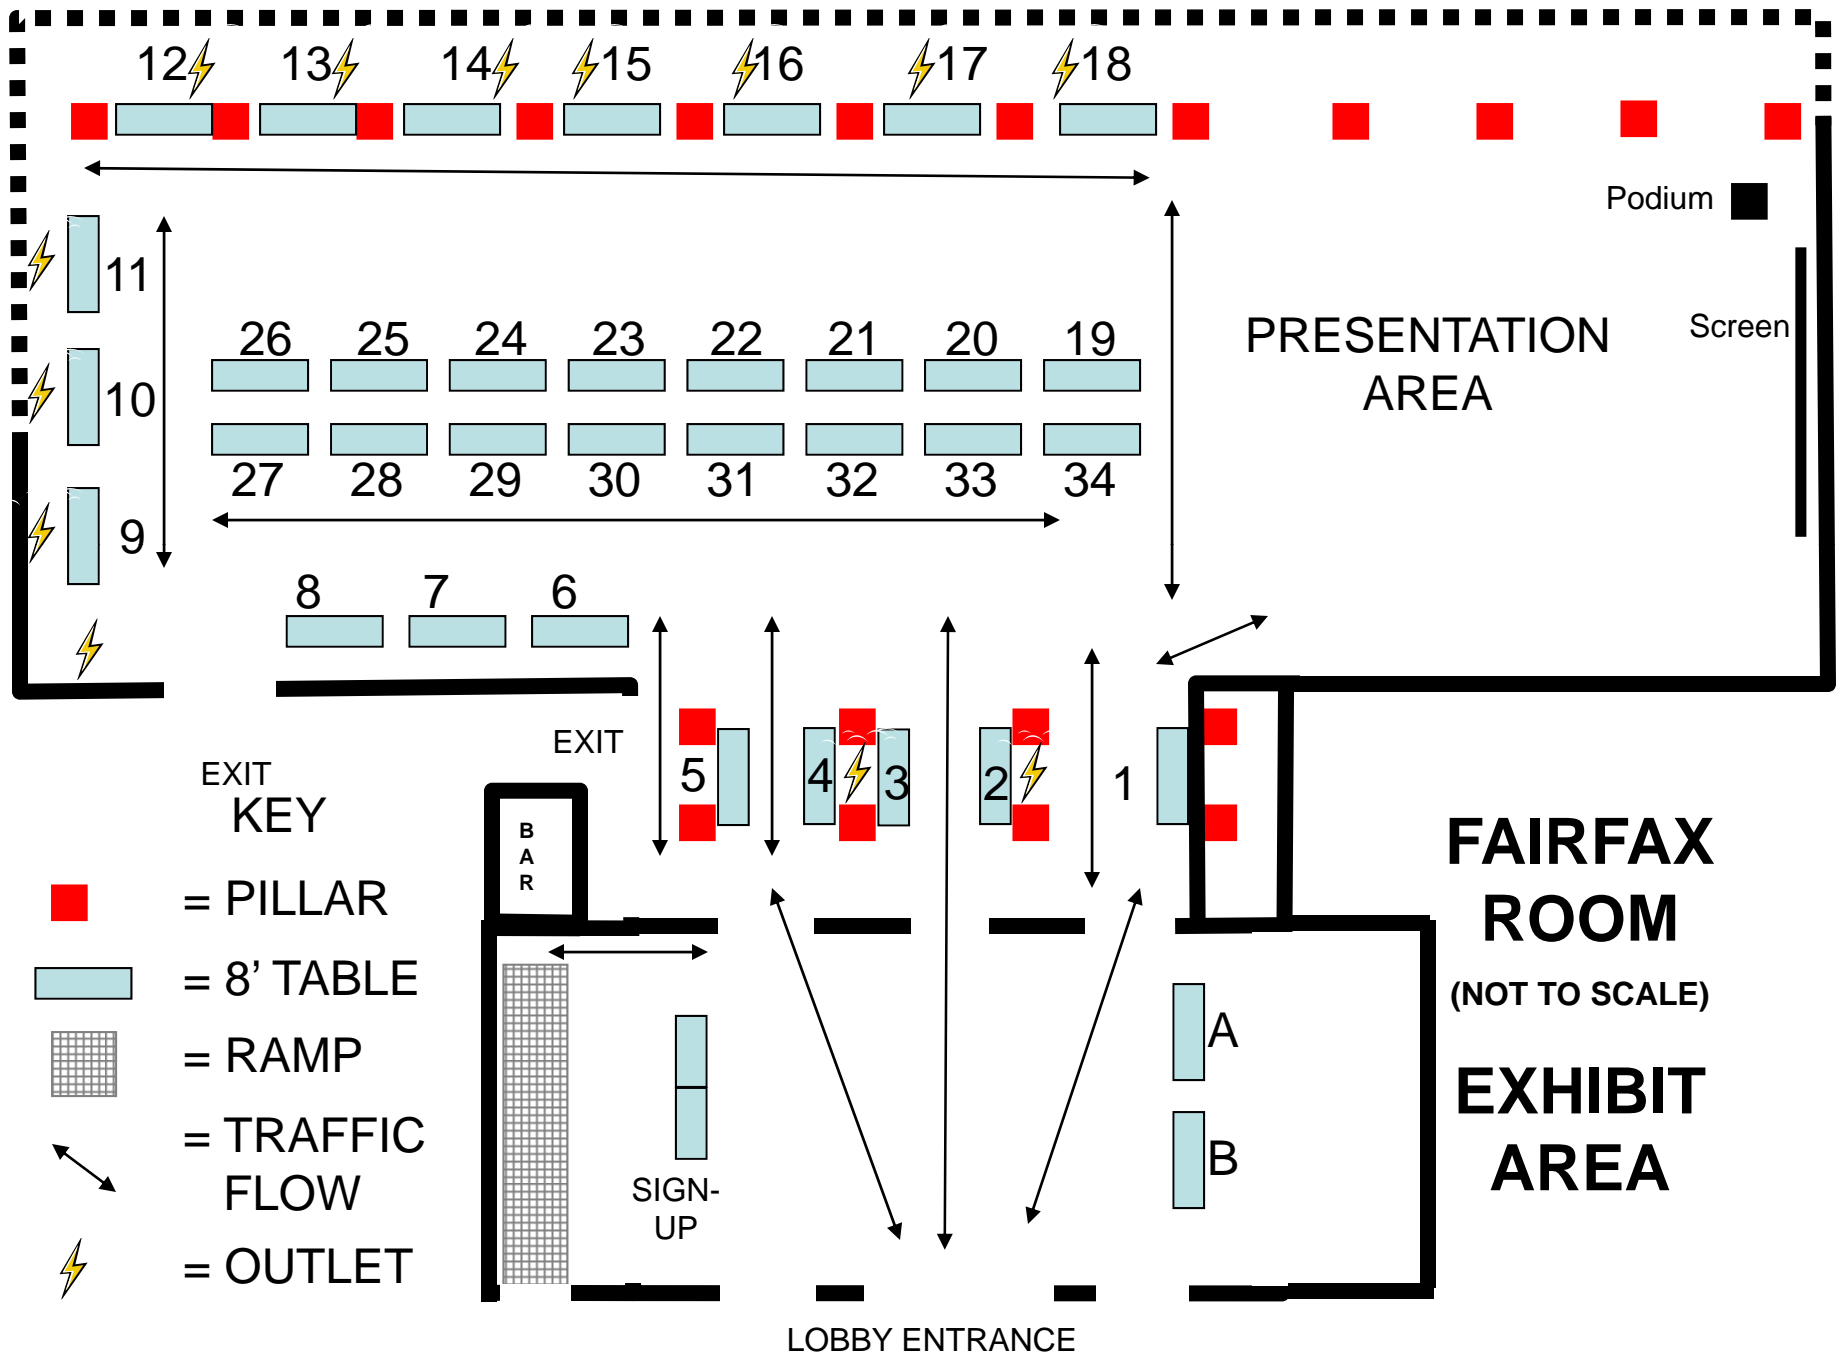 12 13 14 15 16 17 18
Podium
11
26 25 24 23 22 21 20 19
PRESENTATION
AREA
Screen
10
27 28 29 30 31 32 33 34
9
8 7 6
EXIT
EXIT
5 4 3 2 1
KEY
B
A
R
= PILLAR
= 8’ TABLE
= RAMP
= TRAFFIC
FLOW
= OUTLET
SIGN-
UP
A
B
FAIRFAX
ROOM
(NOT TO SCALE)
EXHIBIT
AREA
LOBBY ENTRANCE